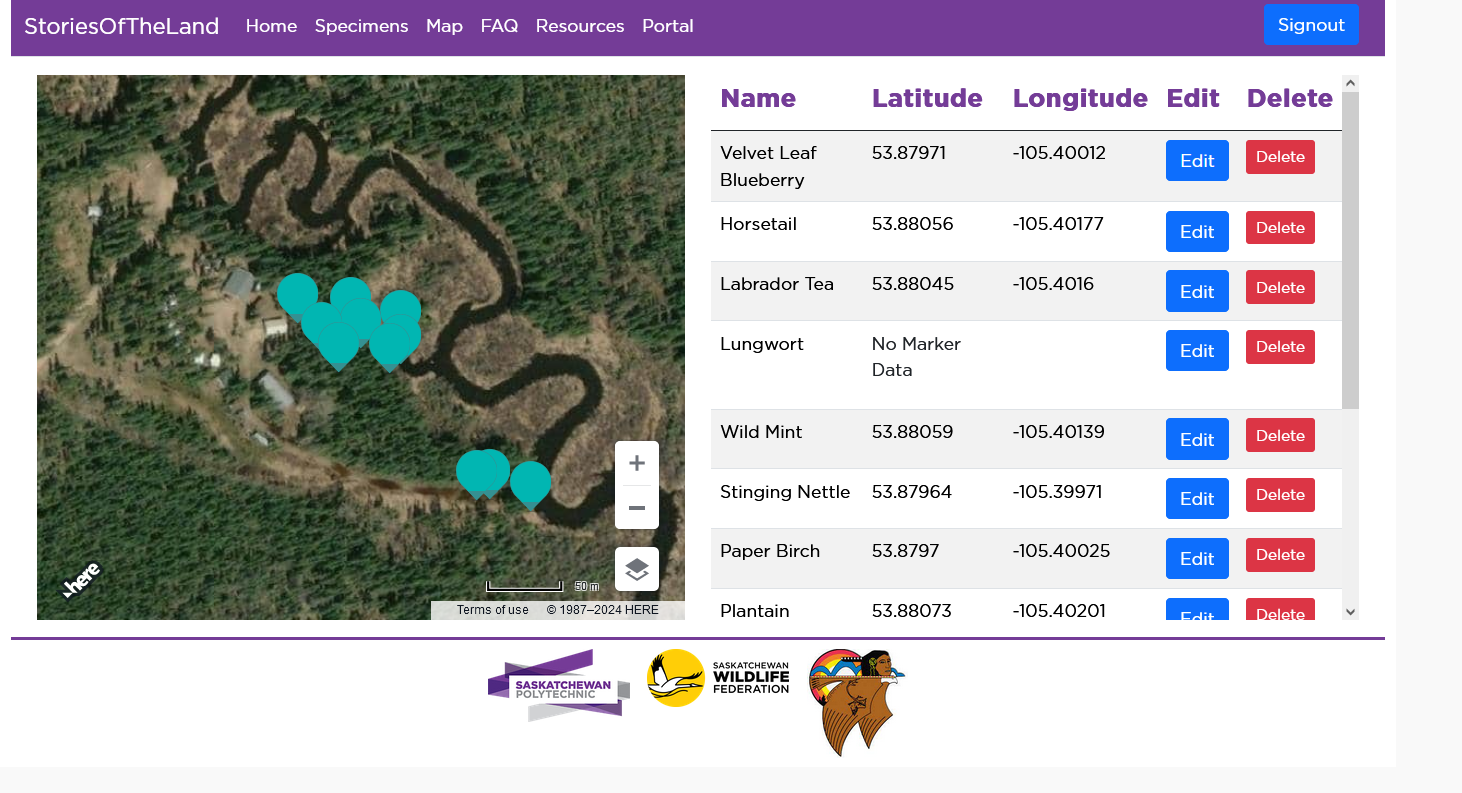 StoriesOfTheLand Home Specimens Map FAQ Resources Portal Signout
Name Latitude Longitude Edit Delete
Velvet Leaf Blueberry 53.87971 -105.40012 Edit Delete
Horsetail 53.88056 -105.40177 Edit Delete
Labrador Tea 53.88045 -105.4016 Edit Delete
Lungwort No Marker Data Edit Delete
Wild Mint 53.88059 -105.40139 Edit Delete
Stinging Nettle 53.87964 -105.39971 Edit Delete
Paper Birch 53.8797 -105.40025 Edit Delete
Plantain 53.88073 -105.40201 Edit Delete
here
50 m
Terms of use © 1987–2024 HERE
SASKATCHEWAN
POLYTECHNIC
SASKATCHEWAN
WILDLIFE
FEDERATION